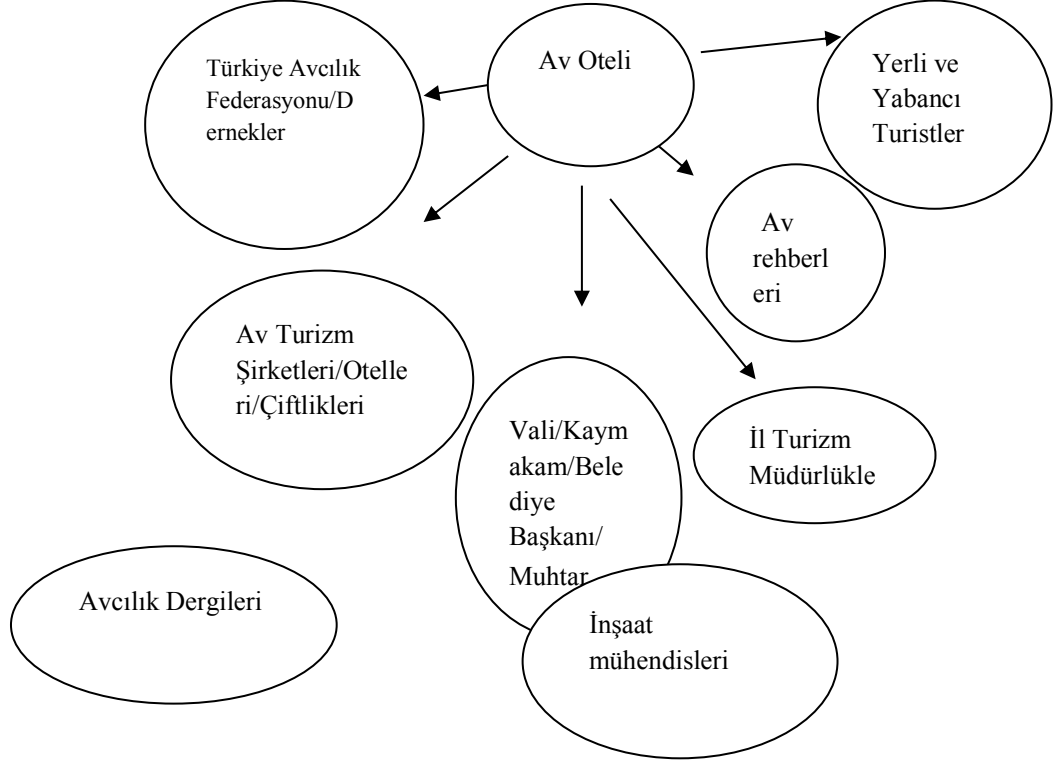 Türkiye Avcılık
Federasyonu/D
ernekler
Av Oteli
Yerli ve
Yabancı
Turistler
Av
rehberl
eri
Av Turizm
Şirketleri/Otelle
ri/Çiftlikleri
Vali/Kaym
akam/Bele
diye
Başkanı/
Muhtar
İl Turizm
Müdürlükle
Avcılık Dergileri
İnşaat
mühendisleri